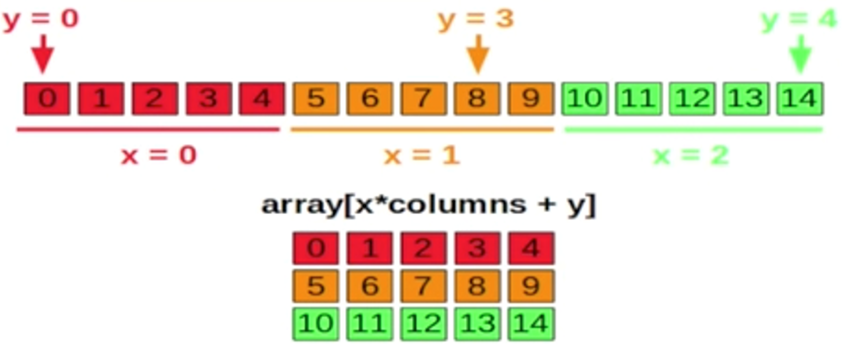 y = 0 y = 3 y = 4
0 1 2 3 4 5 6 7 8 9 10 11 12 13 14
x = 0 x = 1 x = 2
array[x*columns + y]
0 1 2 3 4
5 6 7 8 9
10 11 12 13 14